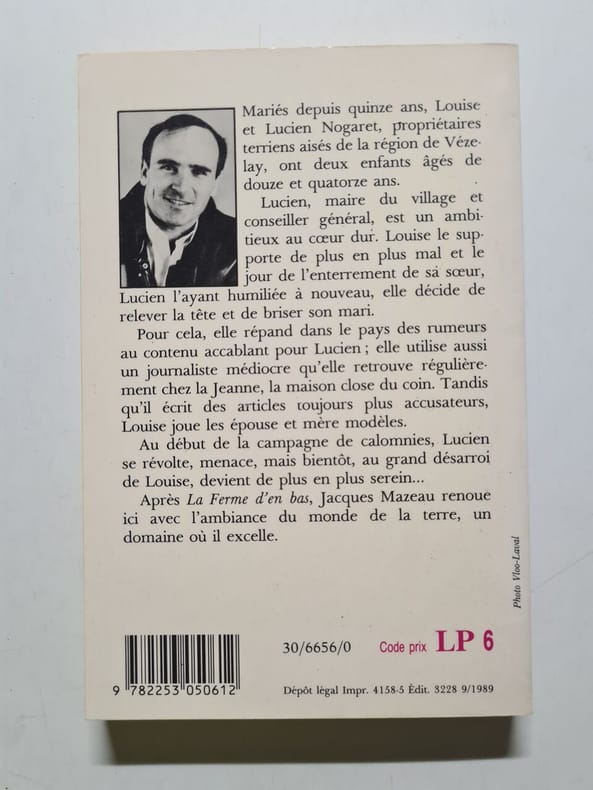 Mariés depuis quinze ans, Louise
et Lucien Nogaret, propriétaires
terriens aisés de la région de Véze-
lay, ont deux enfants âgés de
douze et quatorze ans.
Lucien, maire du village et
conseiller général, est un ambi-
tieux au cœur dur. Louise le sup-
porte de plus en plus mal et le
jour de l'enterrement de sa sœur,
Lucien l'ayant humiliée à nouveau, elle décide de
relever la tête et de briser son mari.
Pour cela, elle répand dans le pays des rumeurs
au contenu accablant pour Lucien ; elle utilise aussi
un journaliste médiocre qu'elle retrouve régulière-
ment chez la Jeanne, la maison close du coin. Tandis
qu'il écrit des articles toujours plus accusateurs,
Louise joue les épouse et mère modèles.
Au début de la campagne de calomnies, Lucien
se révolte, menace, mais bientôt, au grand désarroi
de Louise, devient de plus en plus serein...
Après La Ferme d'en bas, Jacques Mazeau renoue
ici avec l'ambiance du monde de la terre, un
domaine où il excelle.
Photo Vloo-Laval
30/6656/0 Code prix LP 6
9 782253 050612
Dépôt légal Impr. 4158-5 Édit. 3228 9/1989